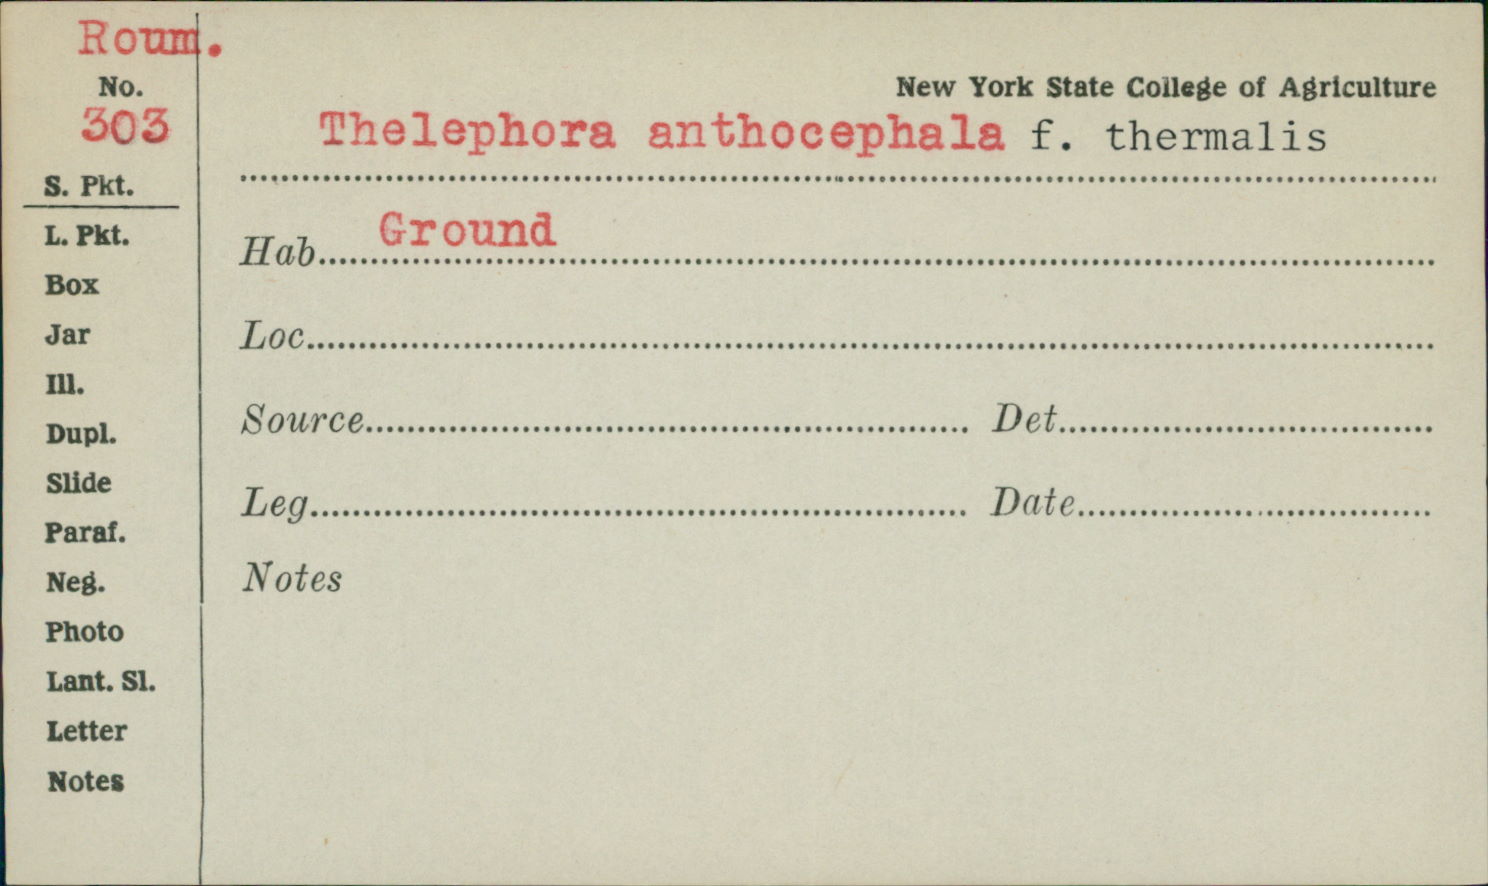 Roum.
No.
303
New York State College of Agriculture
Thelephora anthocephala f. thermalis
S. Pkt.
L. Pkt.
Box
Jar
Ill.
Dupl.
Slide
Paraf.
Neg.
Photo
Lant. Sl.
Letter
Notes
Hab. Ground
Loc.
Source Det.
Leg. Date
Notes